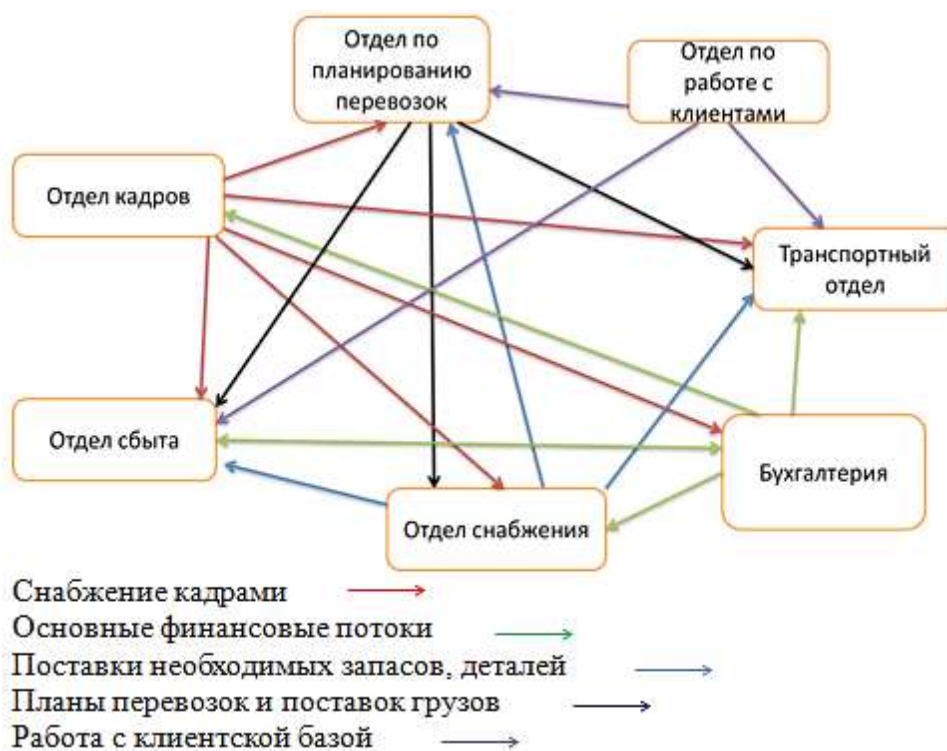 Отдел по
планированию
перевозок
Отдел по
работе с
клиентами
Отдел кадров
Транспортный
отдел
Отдел сбыта
Бухгалтерия
Отдел снабжения
Снабжение кадрами
Основные финансовые потоки
Поставки необходимых запасов, деталей
Планы перевозок и поставок грузов
Работа с клиентской базой